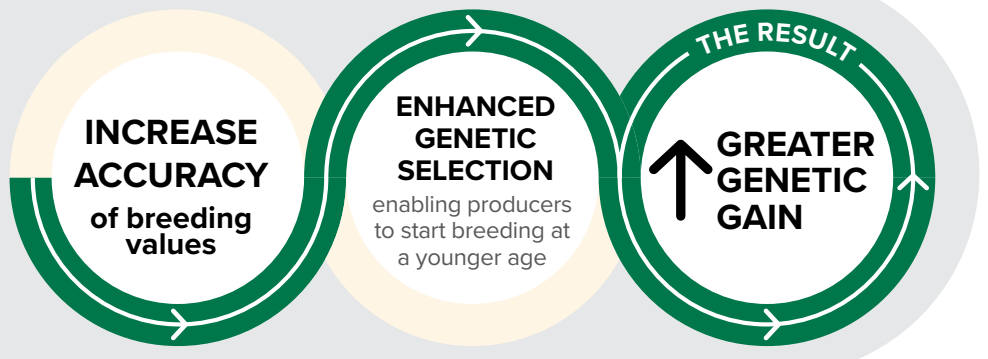 INCREASE
ACCURACY
of breeding
values
ENHANCED
GENETIC
SELECTION
enabling producers
to start breeding at
a younger age
THE RESULT
GREATER
GENETIC
GAIN